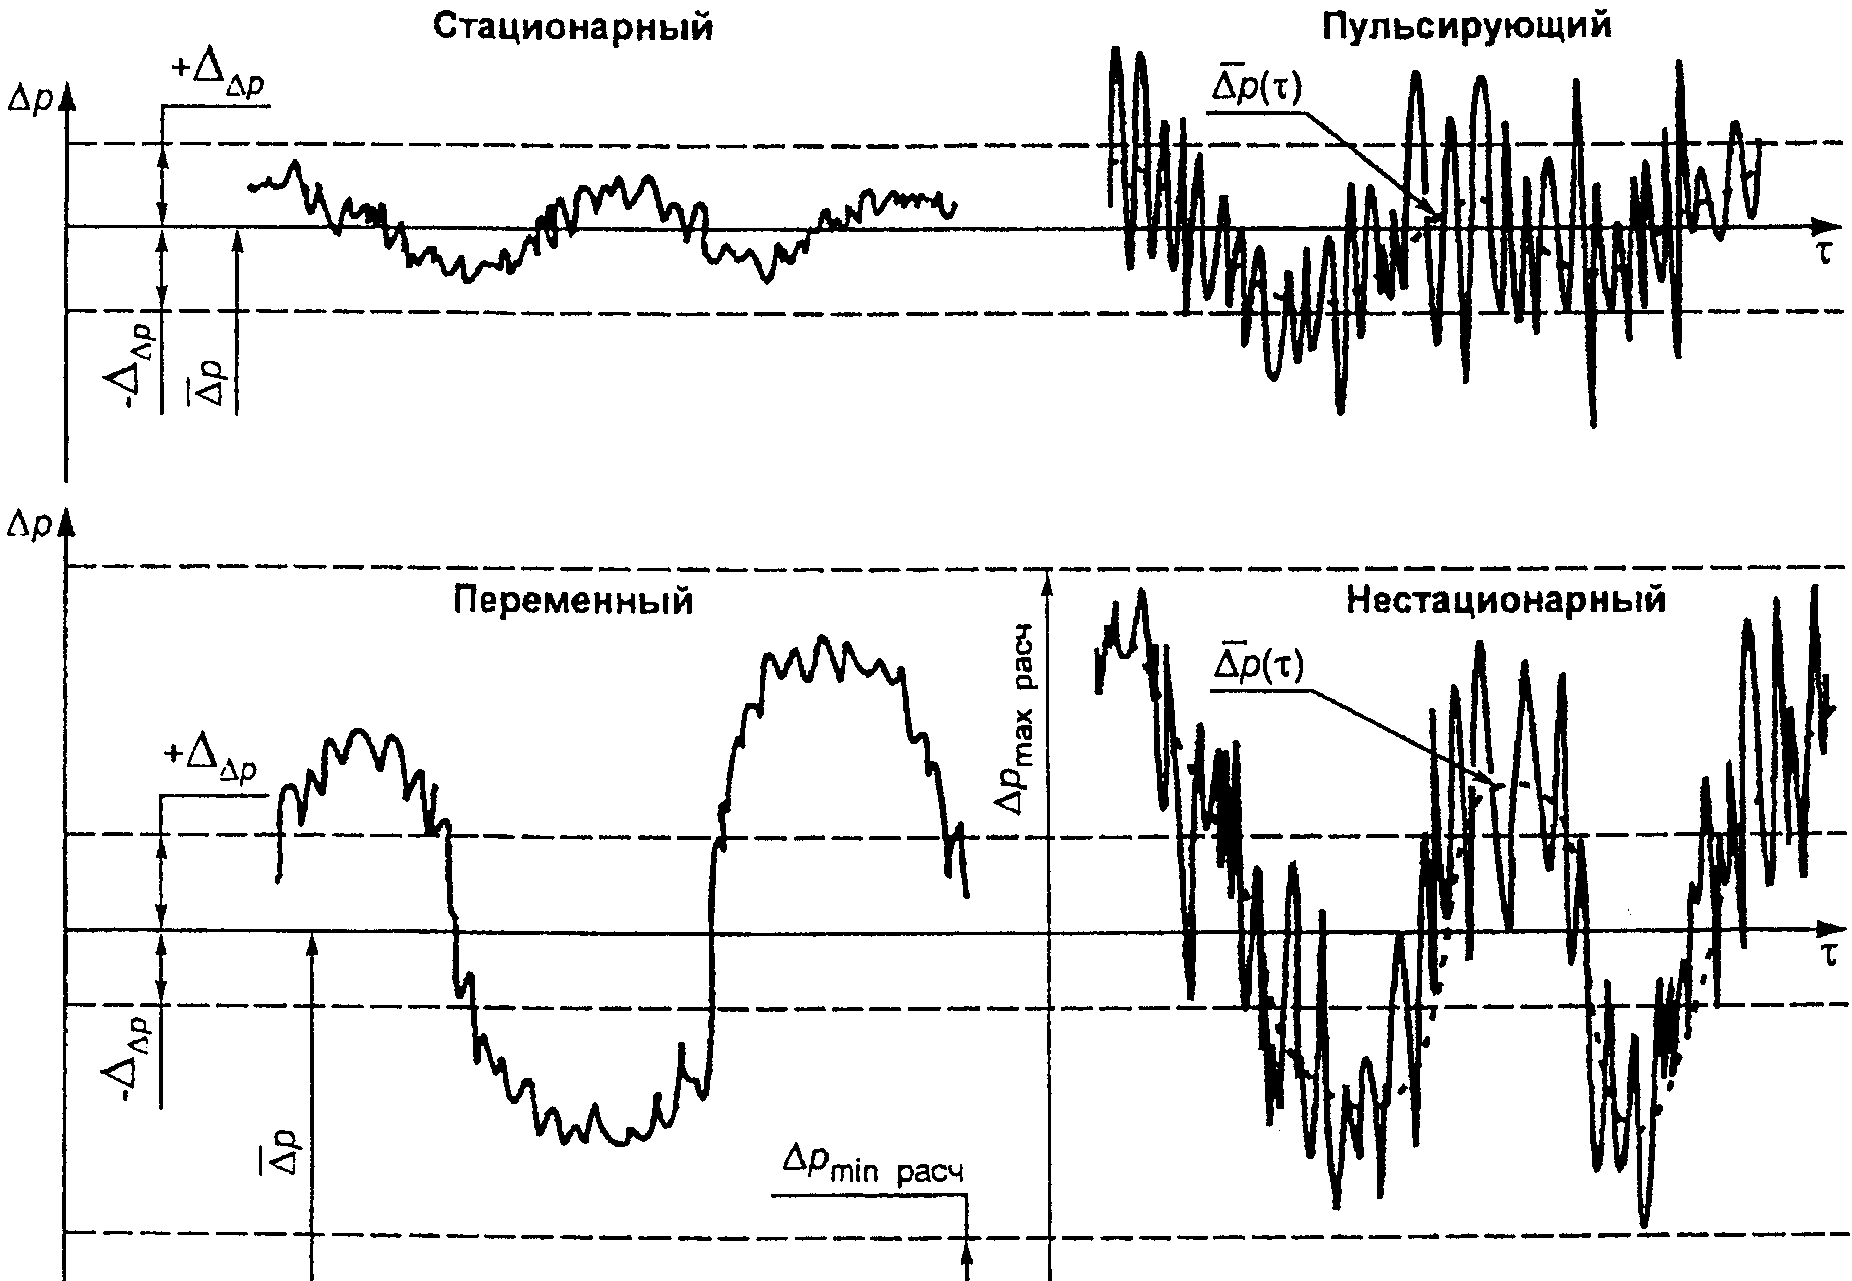 Стационарный
Пульсирующий
+Δ_Δp
Δp
Δ̅p(τ)
τ
-Δ_Δp
Δ̅p
Δp
Переменный
Нестационарный
Δp_max расч
Δ̅p(τ)
+Δ_Δp
τ
-Δ_Δp
Δ̅p
Δp_min расч